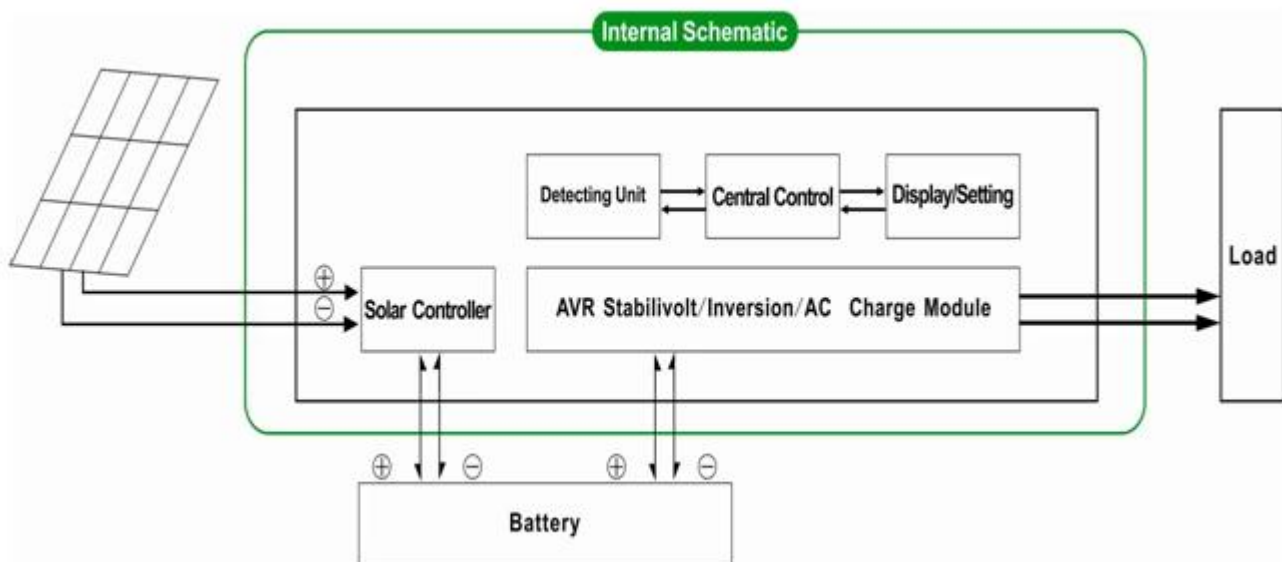 Internal Schematic
Detecting Unit
Central Control
Display/Setting
Load
⊕
⊖
Solar Controller
AVR Stabilivolt/Inversion/AC Charge Module
⊕
⊖
⊕
⊖
Battery